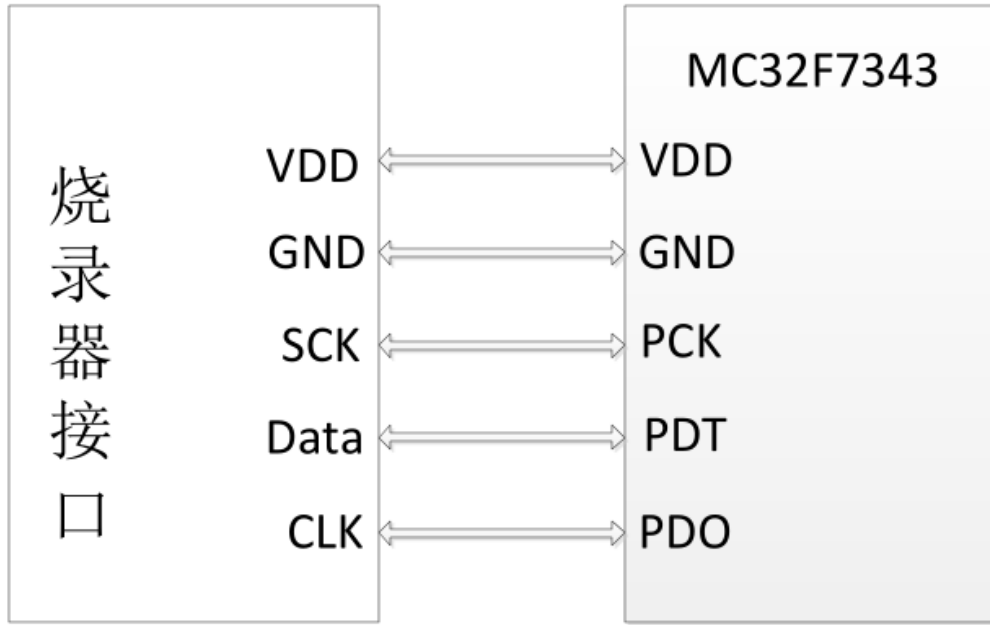 烧录器接口
MC32F7343
VDD VDD
GND GND
SCK PCK
Data PDT
CLK PDO